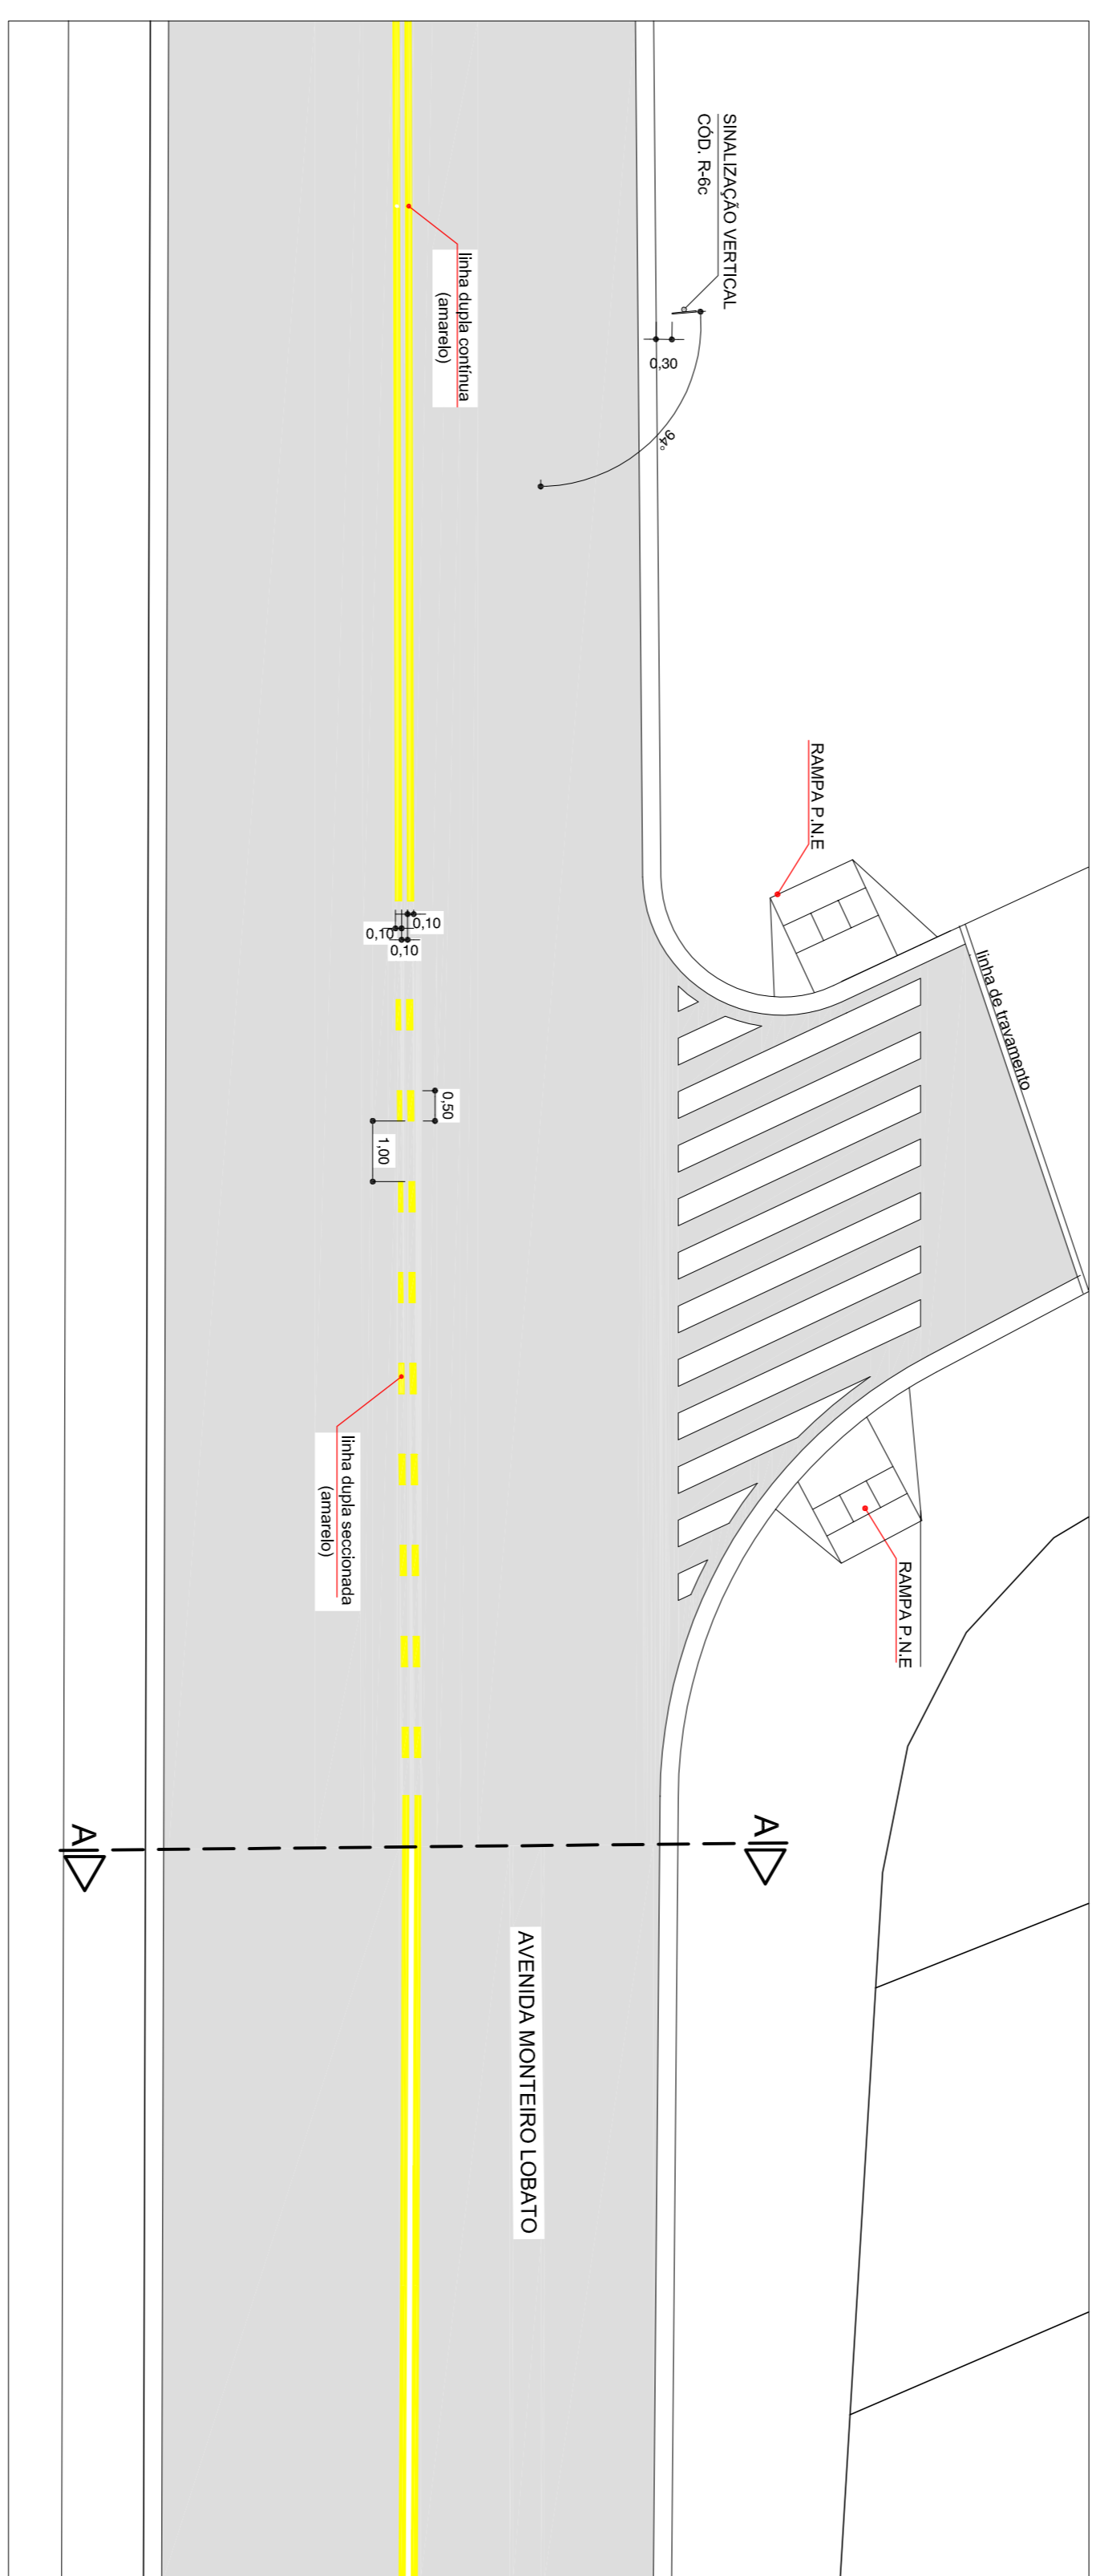 SINALIZAÇÃO VERTICAL
CÓD. R-6c
linha dupla contínua
(amarelo)
0,30
94°
RAMPA P.N.E
0,10
0,10
0,10
linha de travamento
0,50
1,00
linha dupla seccionada
(amarelo)
RAMPA P.N.E
A
A
AVENIDA MONTEIRO LOBATO